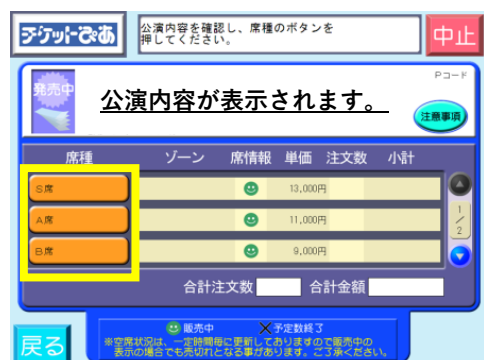 チケットぴあ
公演内容を確認し、席種のボタンを
押してください。
中止
発売中
Pコード
公演内容が表示されます。
注意事項
席種 ゾーン 席情報 単価 注文数 小計
S席 13,000円
A席 11,000円
B席 9,000円
1/2
合計注文数 合計金額
戻る
販売中 ×予定数終了
※空席状況は、一定時間毎に更新しておりますので販売中の
表示の場合でも売切れとなる事があります。ご了承ください。